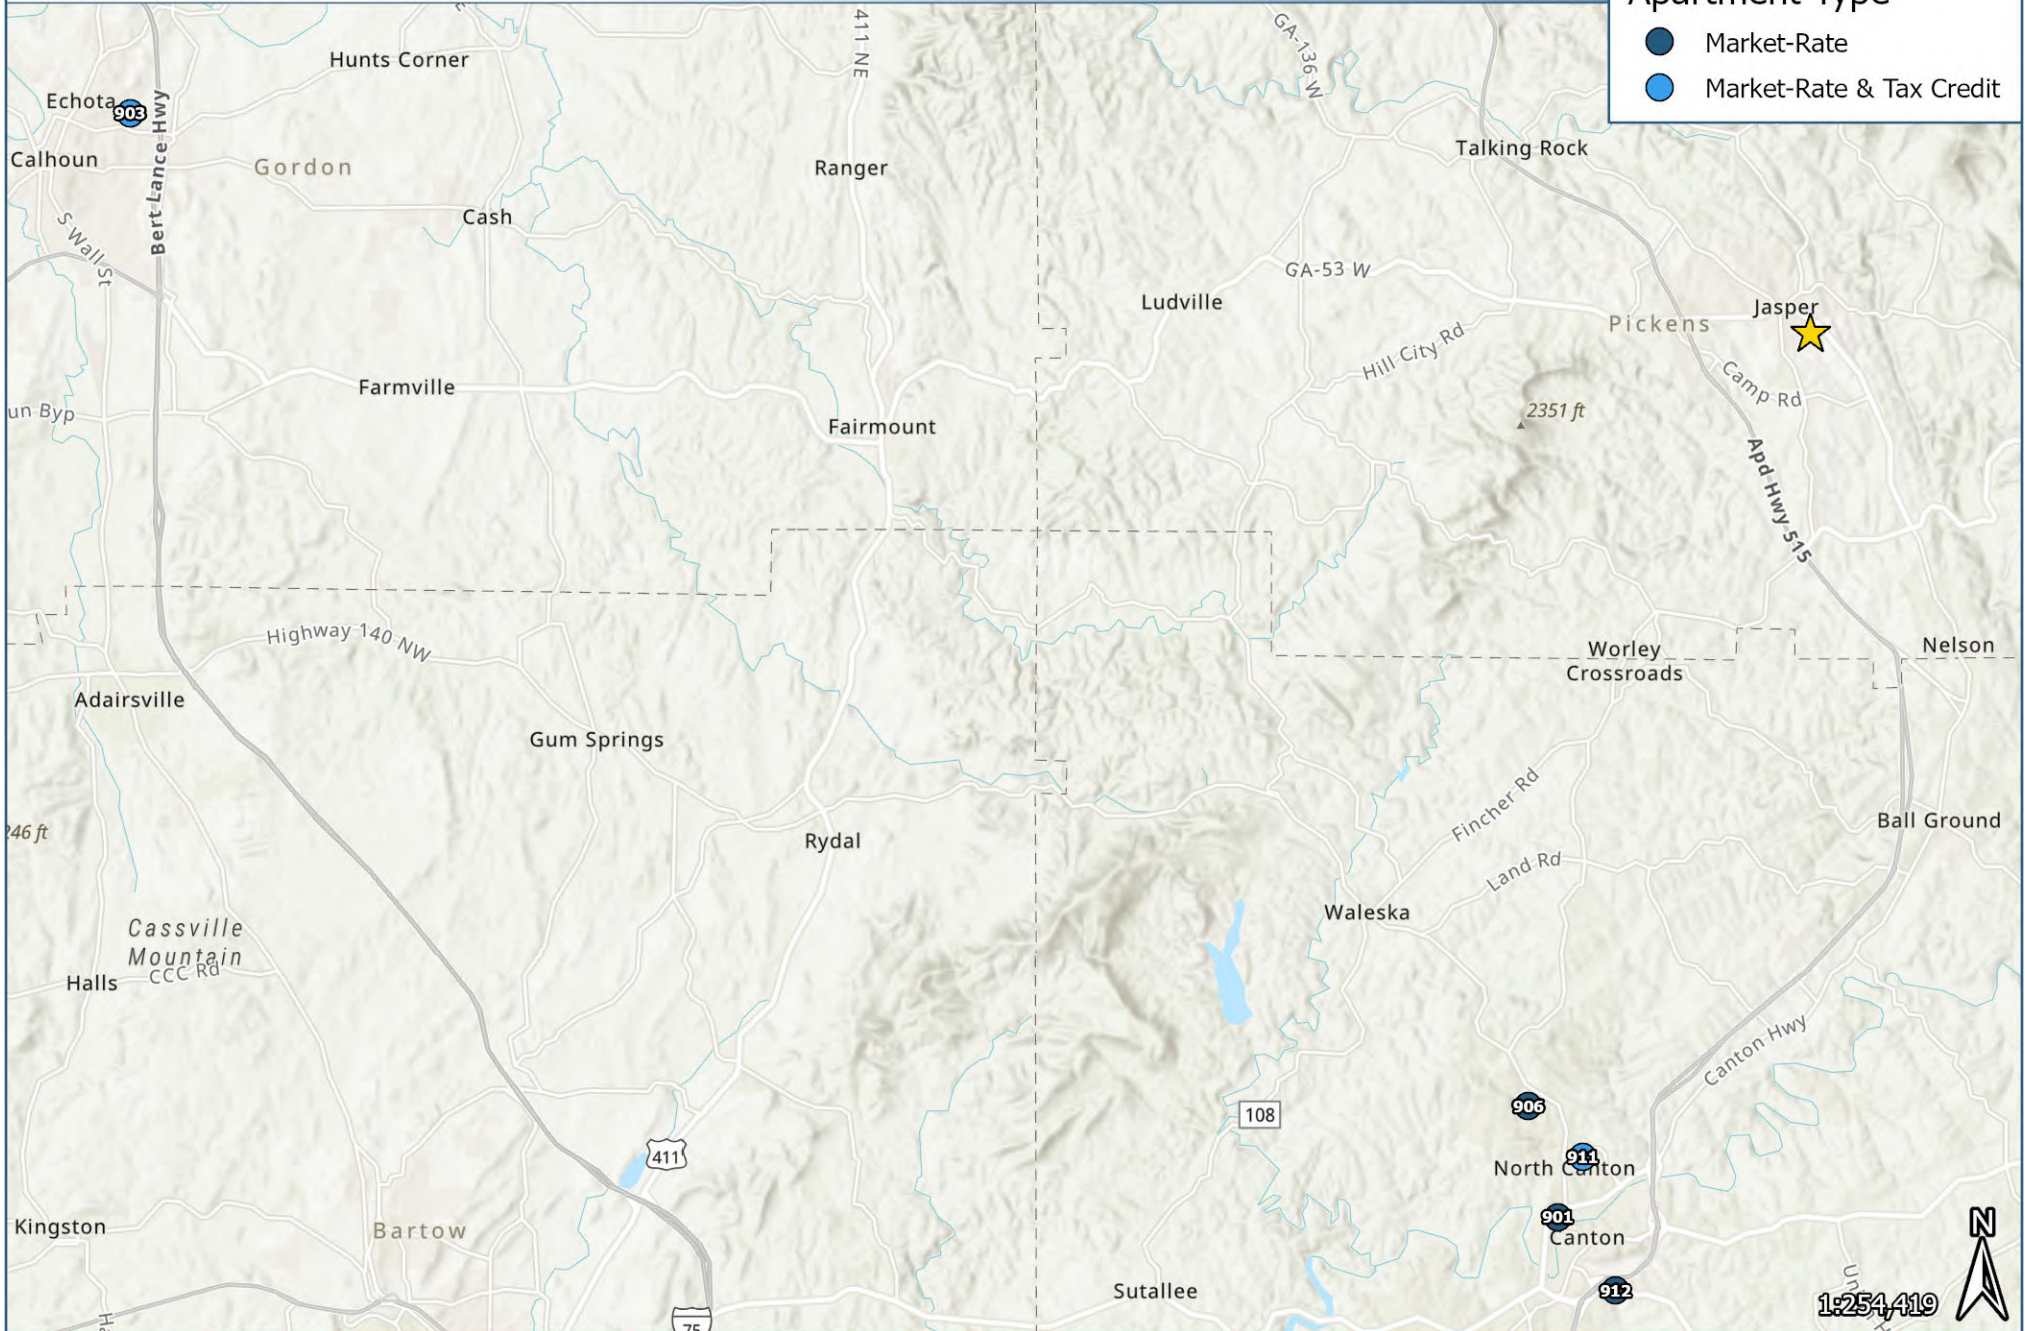 Apartment Type
Market-Rate
Market-Rate & Tax Credit
411 NE
GA-136 W
Hunts Corner
Echota
903
Bert Lance Hwy
Calhoun
Gordon
Ranger
Talking Rock
Cash
S Wall St
GA-53 W
Ludville
Jasper
Pickens
Hill City Rd
Camp Rd
Farmville
un Byp
2351 ft
Fairmount
Apd Hwy 515
Highway 140 NW
Worley
Crossroads
Nelson
Adairsville
Gum Springs
Fincher Rd
246 ft
Rydal
Ball Ground
Land Rd
Waleska
Cassville
Mountain
CCC Rd
Halls
Canton Hwy
906
108
411
911
North Canton
Kingston
Bartow
901
Canton
N
Sutallee
912
1:254,419
75